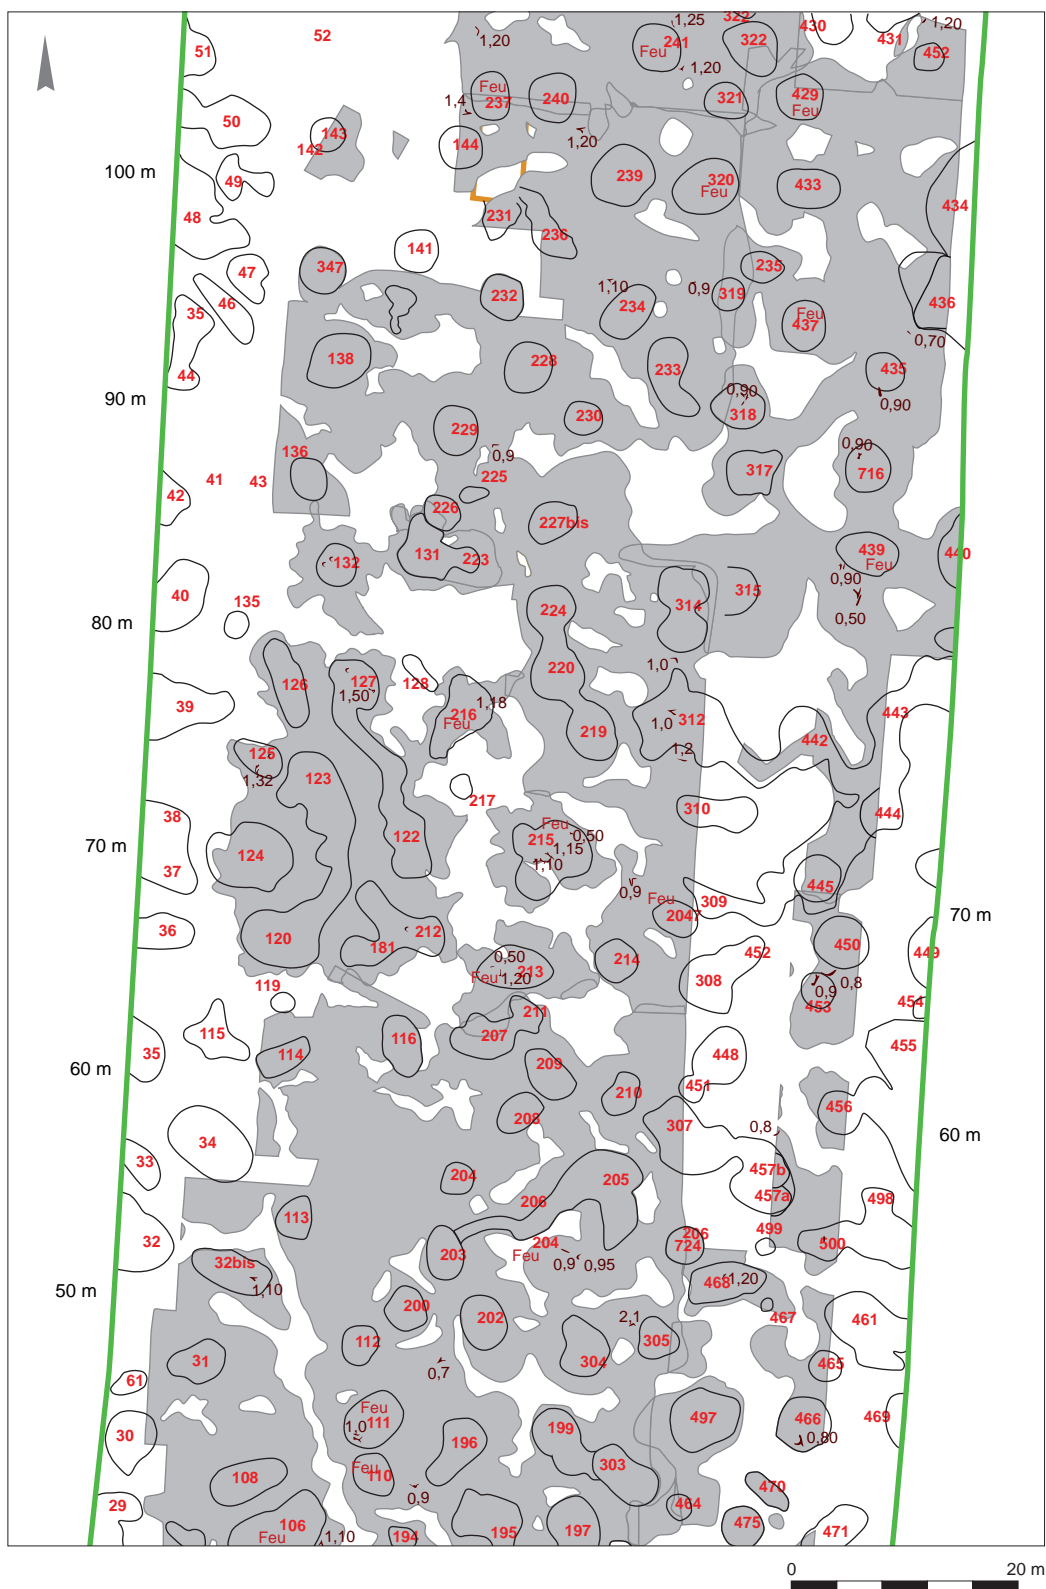 1,25 322 430 1,20
51 52 1,20 Feu 241 322 431 452
1,20
Feu 237 240 321 429 Feu
1,4
50
143 142 144 1,20
100 m
49 239 320 Feu 433
48 231 236 434
141
347 47 235
46 232 1,10 234 0,9 319 436
35 Feu 437
0,70
138 228 233 435
44
90 m 0,90 0,90
230 318
229
136 0,9 0,90
41 43 225 317 716
42
226 227bis
131 223 132 439 Feu 440
0,90
40 135 224 314 315
0,50
80 m
220 1,0
126 127 128
1,50 1,18
39 216 Feu 219 1,0 312 443
442
125 1,2
1,32 123
217
38 310 444
122 Feu 215 0,50
70 m 1,15
124 1,10
37 0,9 Feu 445
309
2047 70 m
36 120 181 212 214 450 449
452
0,50
Feu 213 1,20 308 0,8
119 0,9
211 453 454
115 116 207
35 114 209 448 455
60 m
210 451
208 456
34 307 0,8 60 m
33 204 205 457b
206 457a 498
113
32 203 204 206 499 500
Feu 724
0,9 0,95
32bis 468 1,20
50 m 1,10
200 202 2,1 467 461
112 305
31 304 465
0,7
61
Feu
30 1,0 111 199 497 466 469
196 0,80
108 Feu 110 303
0,9 470
29 464
106 Feu 1,10 194 195 197 475 471
0 20 m